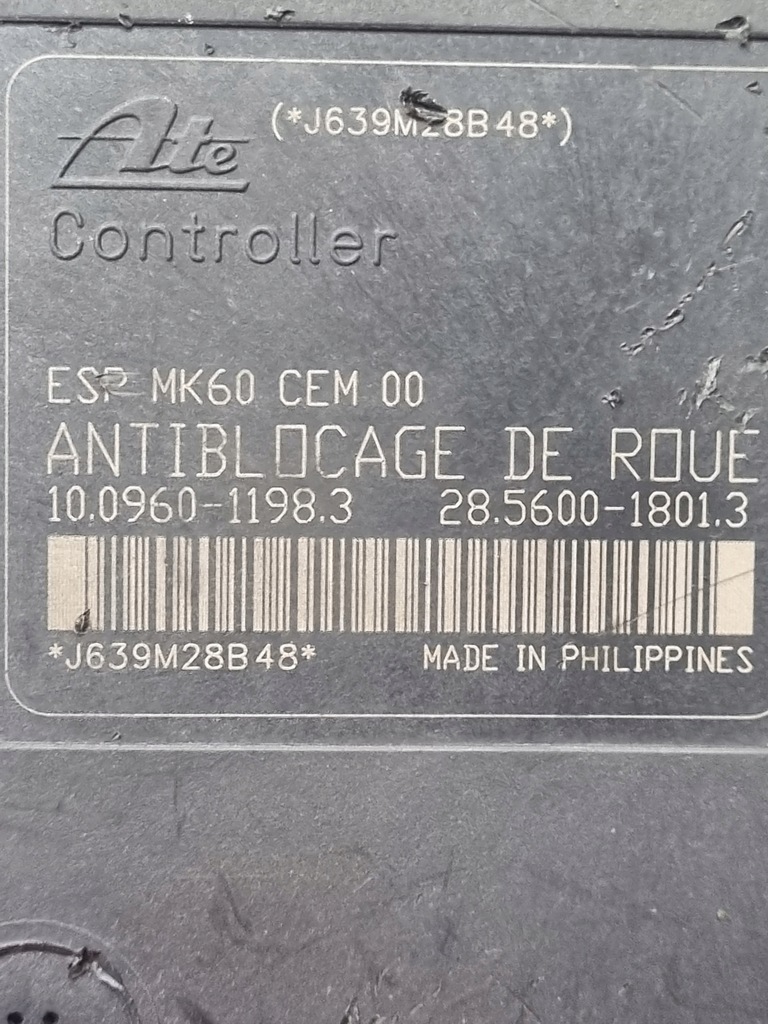 Ate
(*J639M28B48*)
Controller
ESP MK60 CEM 00
ANTIBLOCAGE DE ROUE
10.0960-1198.3 28.5600-1801.3
*J639M28B48* MADE IN PHILIPPINES